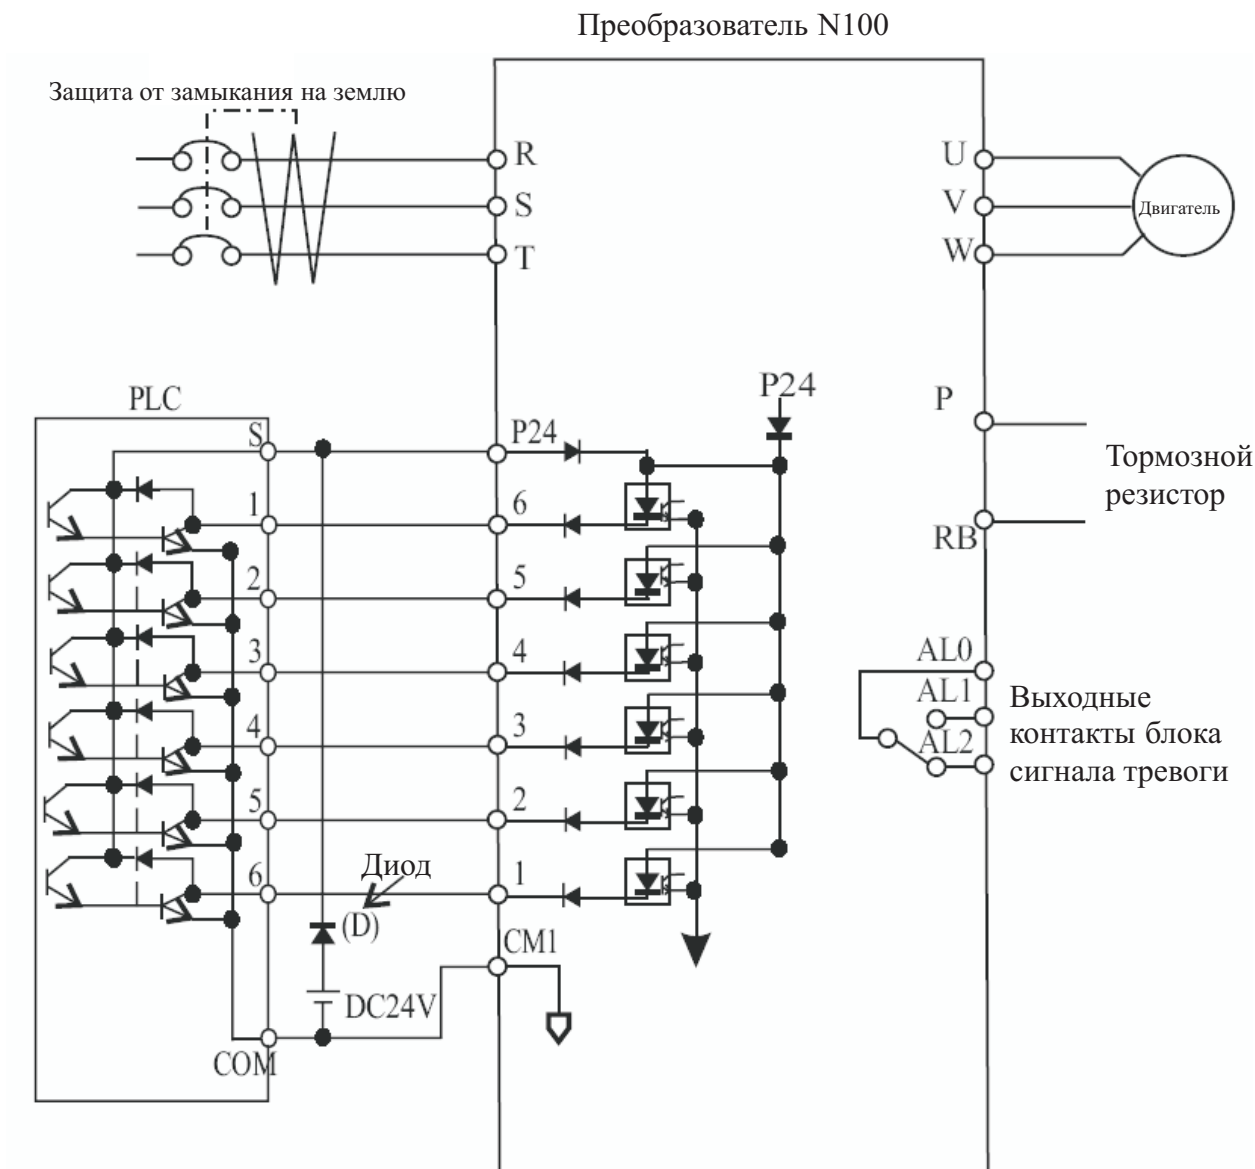 Преобразователь N100
Защита от замыкания на землю
R
S
T
U
V
W
Двигатель
PLC
S
1
2
3
4
5
6
COM
Диод
(D)
DC24V
P24
6
5
4
3
2
1
CM1
P24
P
RB
Тормозной
резистор
AL0
AL1
AL2
Выходные
контакты блока
сигнала тревоги